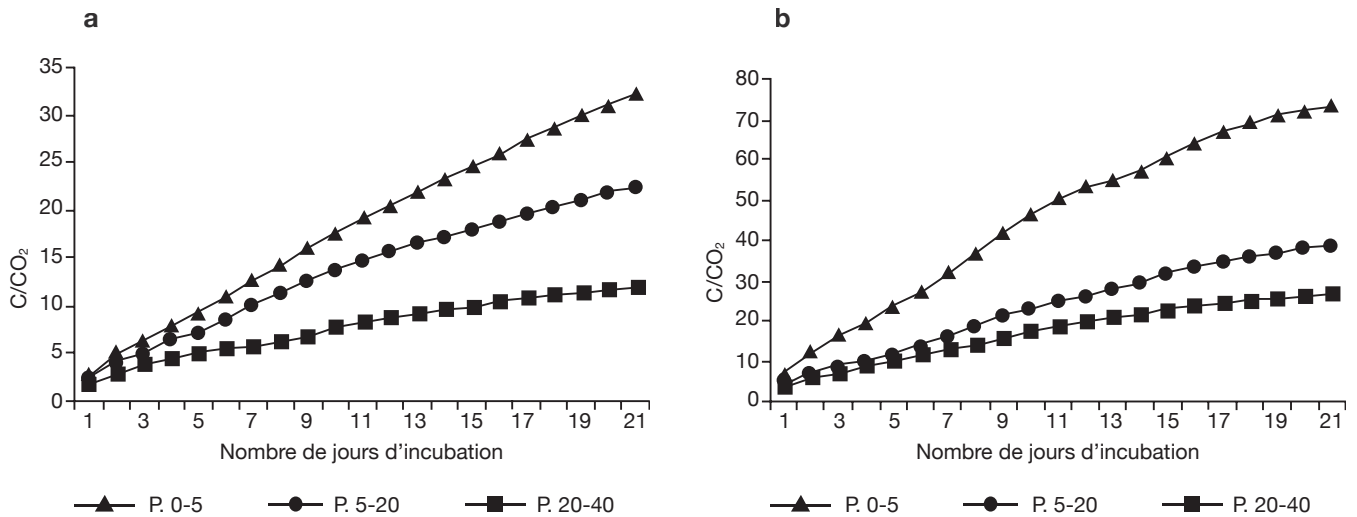 a
35
30
25
20
15
10
5
0
C/CO₂
1 3 5 7 9 11 13 15 17 19 21
Nombre de jours d’incubation
P. 0-5 P. 5-20 P. 20-40
b
80
70
60
50
40
30
20
10
0
C/CO₂
1 3 5 7 9 11 13 15 17 19 21
Nombre de jours d’incubation
P. 0-5 P. 5-20 P. 20-40